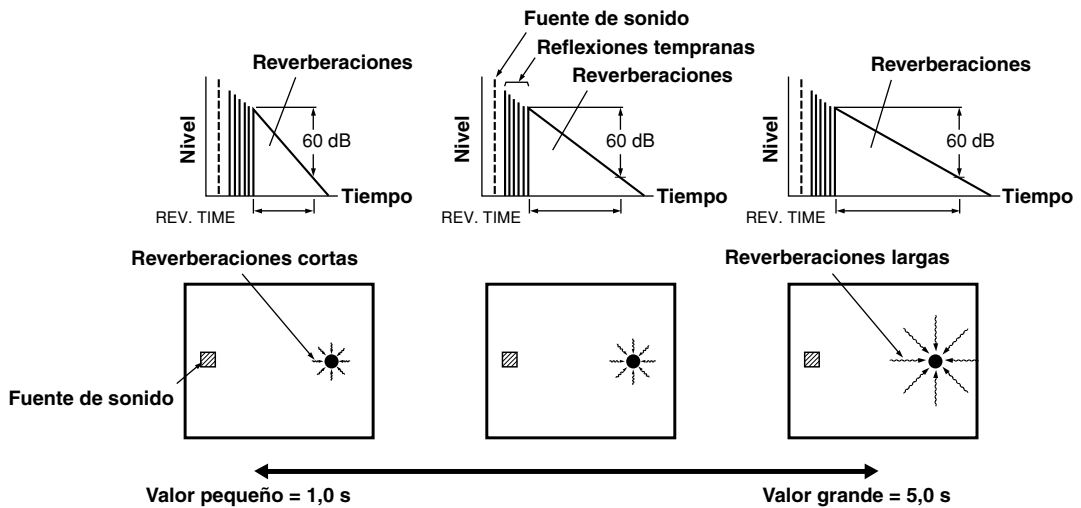 Fuente de sonido
Reflexiones tempranas
Reverberaciones
Reverberaciones
Reverberaciones
Nivel
60 dB
Tiempo
REV. TIME
Nivel
60 dB
Tiempo
REV. TIME
Nivel
60 dB
Tiempo
REV. TIME
Reverberaciones cortas
Reverberaciones largas
Fuente de sonido
Valor pequeño = 1,0 s
Valor grande = 5,0 s